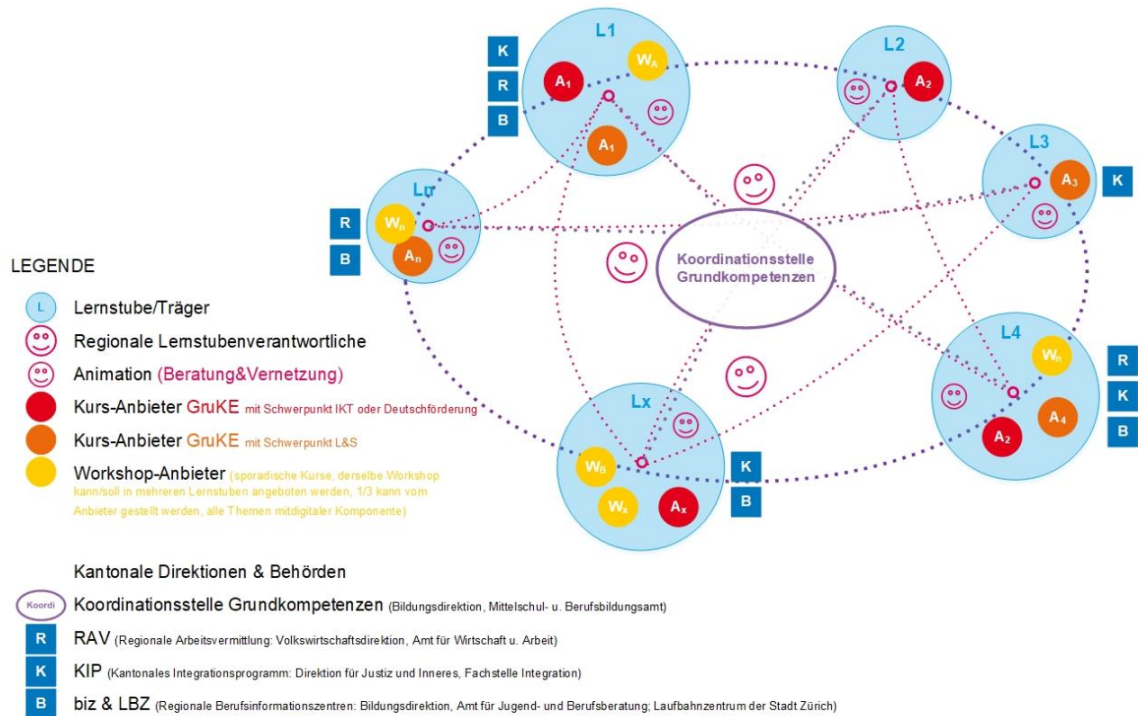 L1
K
R
B
A1
WA
A1
L2
A2
L3
A3
K
Ln
R
B
Wn
An
Koordinationsstelle
Grundkompetenzen
L4
Wn
A4
A2
R
K
B
Lx
WB
Wx
Ax
K
B
LEGENDE
L Lernstube/Träger
Regionale Lernstubenverantwortliche
Animation (Beratung&Vernetzung)
Kurs-Anbieter GruKE mit Schwerpunkt IKT oder Deutschförderung
Kurs-Anbieter GruKE mit Schwerpunkt L&S
Workshop-Anbieter (sporadische Kurse, derselbe Workshop
kann/soll in mehreren Lernstuben angeboten werden, 1/3 kann vom
Anbieter gestellt werden, alle Themen mitdigitaler Komponente)
Kantonale Direktionen & Behörden
Koordi Koordinationsstelle Grundkompetenzen (Bildungsdirektion, Mittelschul- u. Berufsbildungsamt)
R RAV (Regionale Arbeitsvermittlung: Volkswirtschaftsdirektion, Amt für Wirtschaft u. Arbeit)
K KIP (Kantonales Integrationsprogramm: Direktion für Justiz und Inneres, Fachstelle Integration)
B biz & LBZ (Regionale Berufsinformationszentren: Bildungsdirektion, Amt für Jugend- und Berufsberatung; Laufbahnzentrum der Stadt Zürich)